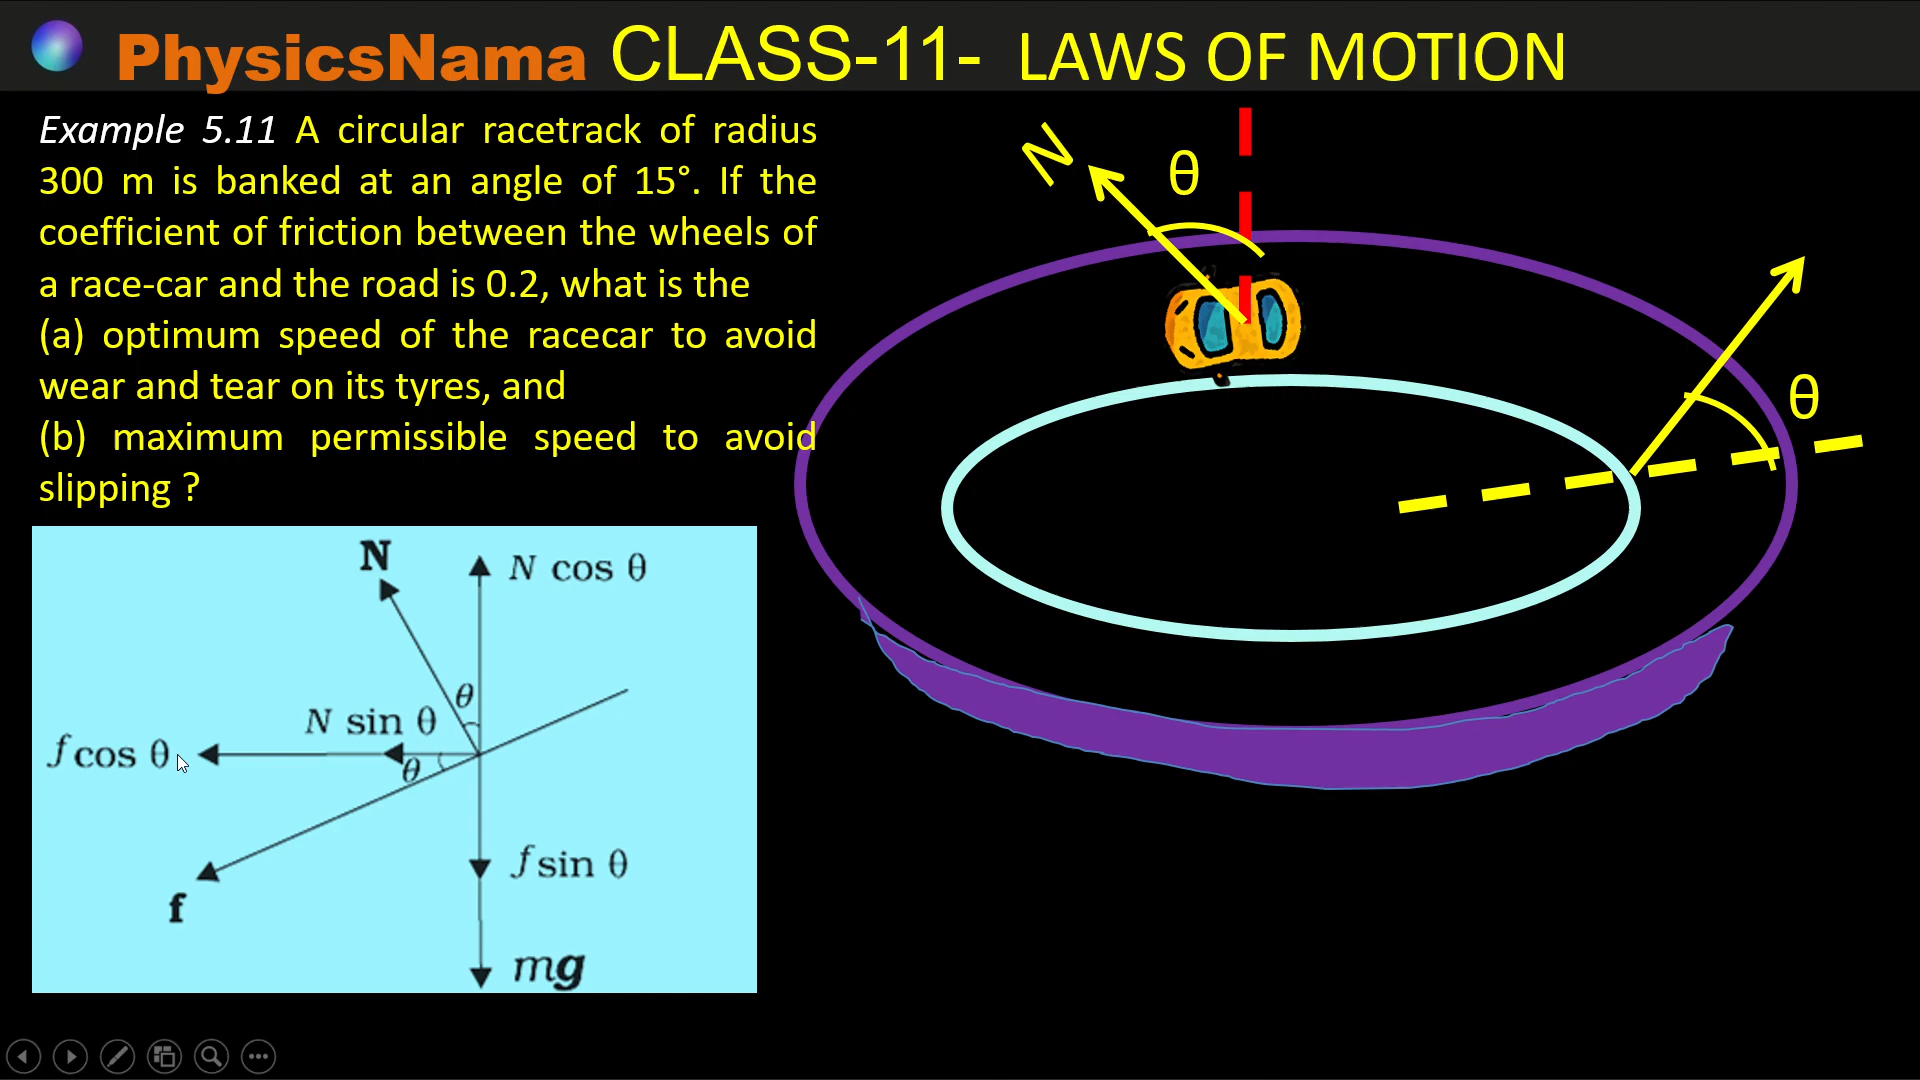 PhysicsNama CLASS-11- LAWS OF MOTION
Example 5.11 A circular racetrack of radius
300 m is banked at an angle of 15°. If the
coefficient of friction between the wheels of
a race-car and the road is 0.2, what is the
(a) optimum speed of the racecar to avoid
wear and tear on its tyres, and
(b) maximum permissible speed to avoid
slipping ?
N
θ
θ
N
N cos θ
θ
N sin θ
f cos θ
θ
f sin θ
f
mg